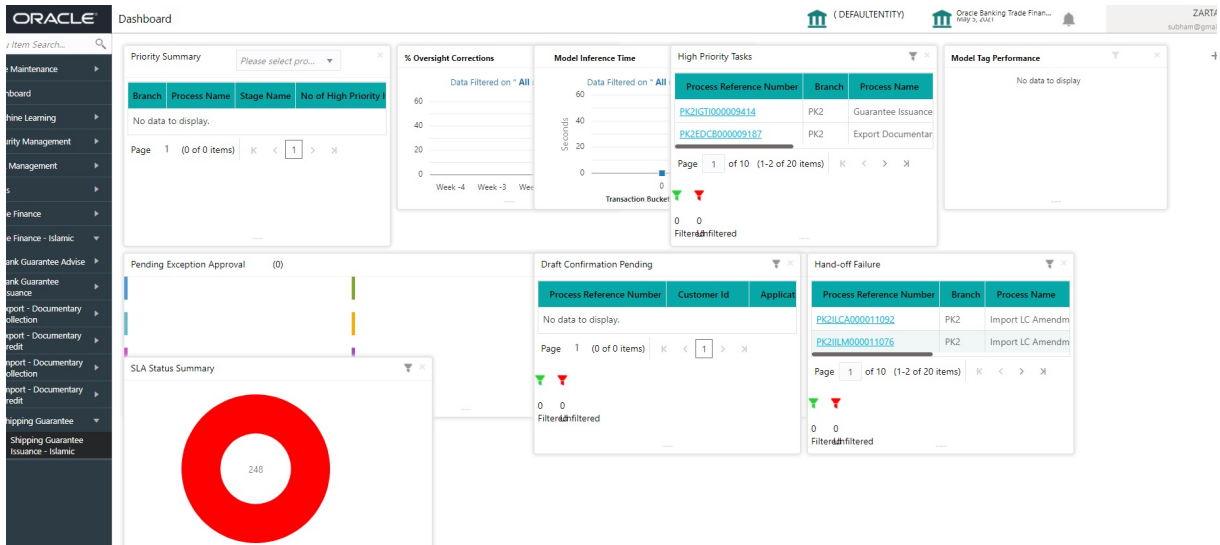 ORACLE
Dashboard
( DEFAULTENTITY)
Oracle Banking Trade Finan...
May 5, 2021
ZARTA
subham@gmai
Item Search...
Maintenance
nboard
hine Learning
urity Management
Management
s
e Finance
e Finance - Islamic
ank Guarantee Advise
ank Guarantee
suance
xport - Documentary
ollection
xport - Documentary
redit
mport - Documentary
ollection
mport - Documentary
redit
hipping Guarantee
Shipping Guarantee
Issuance - Islamic
Priority Summary
Please select pro...
Branch Process Name Stage Name No of High Priority
No data to display.
Page 1 (0 of 0 items) 1
% Oversight Corrections
Data Filtered on " All
60
40
20
0
Week -4 Week -3 Wee
Model Inference Time
Data Filtered on " All
60
40
20
0
Seconds
0
Transaction Bucket
High Priority Tasks
Process Reference Number Branch Process Name
PK2IGTI000009414 PK2 Guarantee Issuance
PK2EDCB000009187 PK2 Export Documentar
Page 1 of 10 (1-2 of 20 items)
0 0
Filtered Unfiltered
Model Tag Performance
No data to display
Pending Exception Approval (0)
SLA Status Summary
248
Draft Confirmation Pending
Process Reference Number Customer Id Applicat
No data to display.
Page 1 (0 of 0 items) 1
0 0
Filtered Unfiltered
Hand-off Failure
Process Reference Number Branch Process Name
PK2ILCA000011092 PK2 Import LC Amendm
PK2IILM000011076 PK2 Import LC Amendm
Page 1 of 10 (1-2 of 20 items)
0 0
Filtered Unfiltered